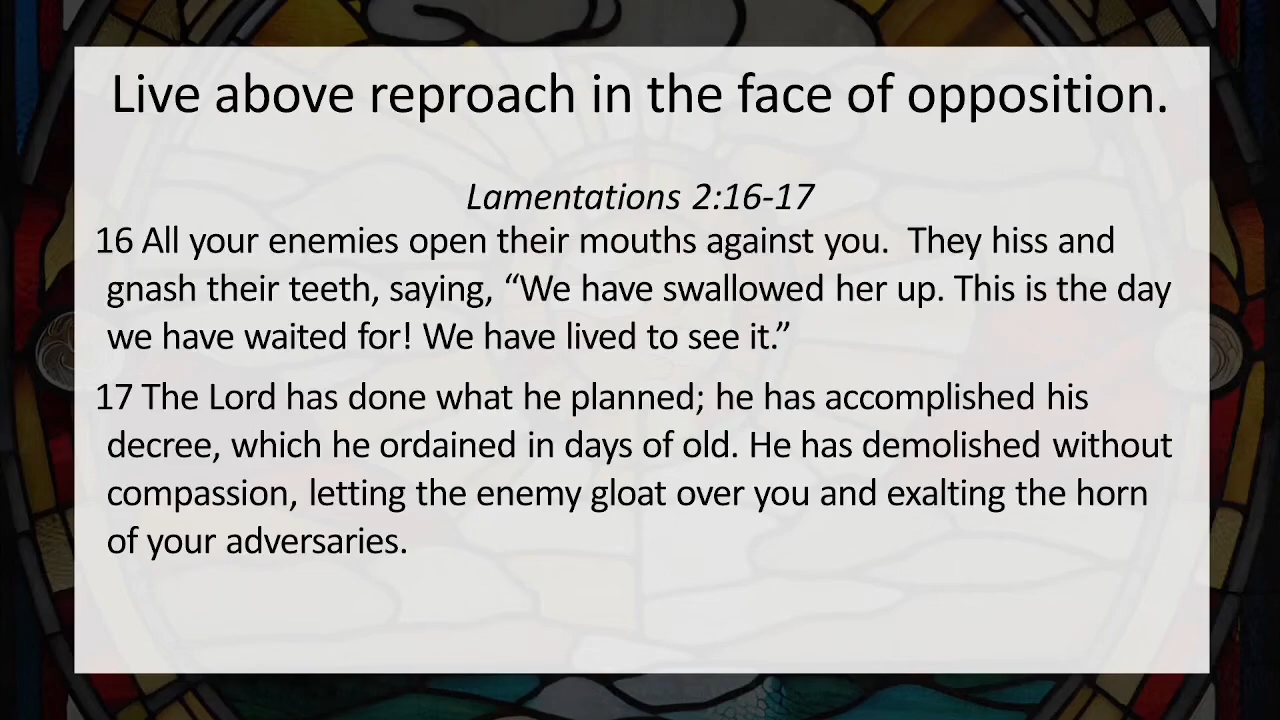 Live above reproach in the face of opposition.
Lamentations 2:16-17
16 All your enemies open their mouths against you.  They hiss and
gnash their teeth, saying, “We have swallowed her up. This is the day
we have waited for! We have lived to see it.”
17 The Lord has done what he planned; he has accomplished his
decree, which he ordained in days of old. He has demolished without
compassion, letting the enemy gloat over you and exalting the horn
of your adversaries.